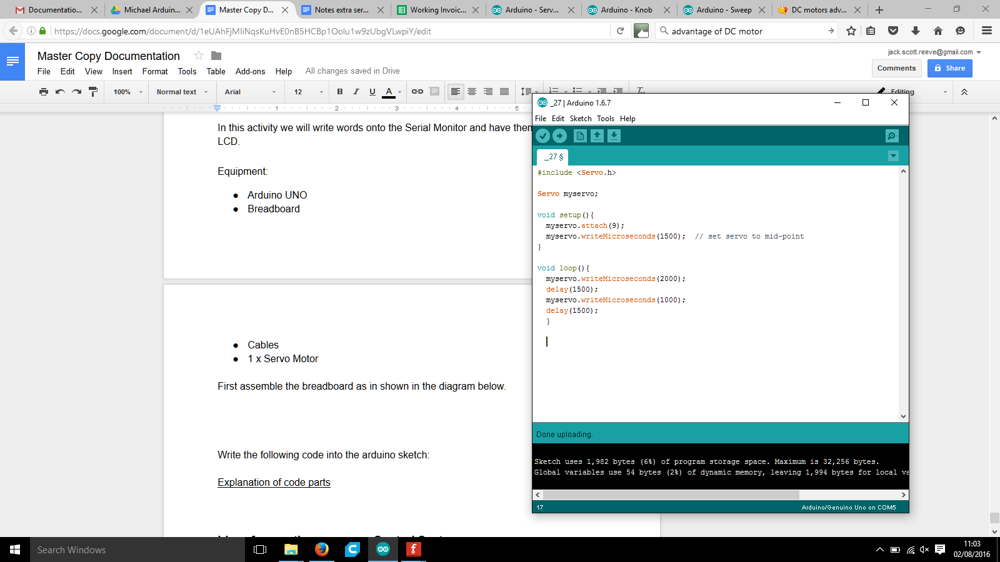 Documentatio...
Michael Arduin...
Master Copy D...
Notes extra ser...
Working Invoic...
Arduino - Serv...
Arduino - Knob
Arduino - Sweep
DC motors adv...
https://docs.google.com/document/d/1eUAhFjMIiNqsKuHvE0nB5HCBp1Oolu1w9zUbgVLwpiY/edit
advantage of DC motor
Master Copy Documentation
jack.scott.reeve@gmail.com
File Edit View Insert Format Tools Table Add-ons Help All changes saved in Drive
Comments
Share
100% Normal text Arial 12 B I U A
Editing
1 2 3 4 5
In this activity we will write words onto the Serial Monitor and have then
LCD.
Equipment:
● Arduino UNO
● Breadboard
● Cables
● 1 x Servo Motor
First assemble the breadboard as in shown in the diagram below.
Write the following code into the arduino sketch:
Explanation of code parts
_27 | Arduino 1.6.7
File Edit Sketch Tools Help
_27 §
#include <Servo.h>
Servo myservo;
void setup(){
myservo.attach(9);
myservo.writeMicroseconds(1500); // set servo to mid-point
}
void loop(){
myservo.writeMicroseconds(2000);
delay(1500);
myservo.writeMicroseconds(1000);
delay(1500);
}
Done uploading.
Sketch uses 1,982 bytes (6%) of program storage space. Maximum is 32,256 bytes.
Global variables use 54 bytes (2%) of dynamic memory, leaving 1,994 bytes for local va
17
Arduino/Genuino Uno on COM5
Search Windows
11:03
02/08/2016